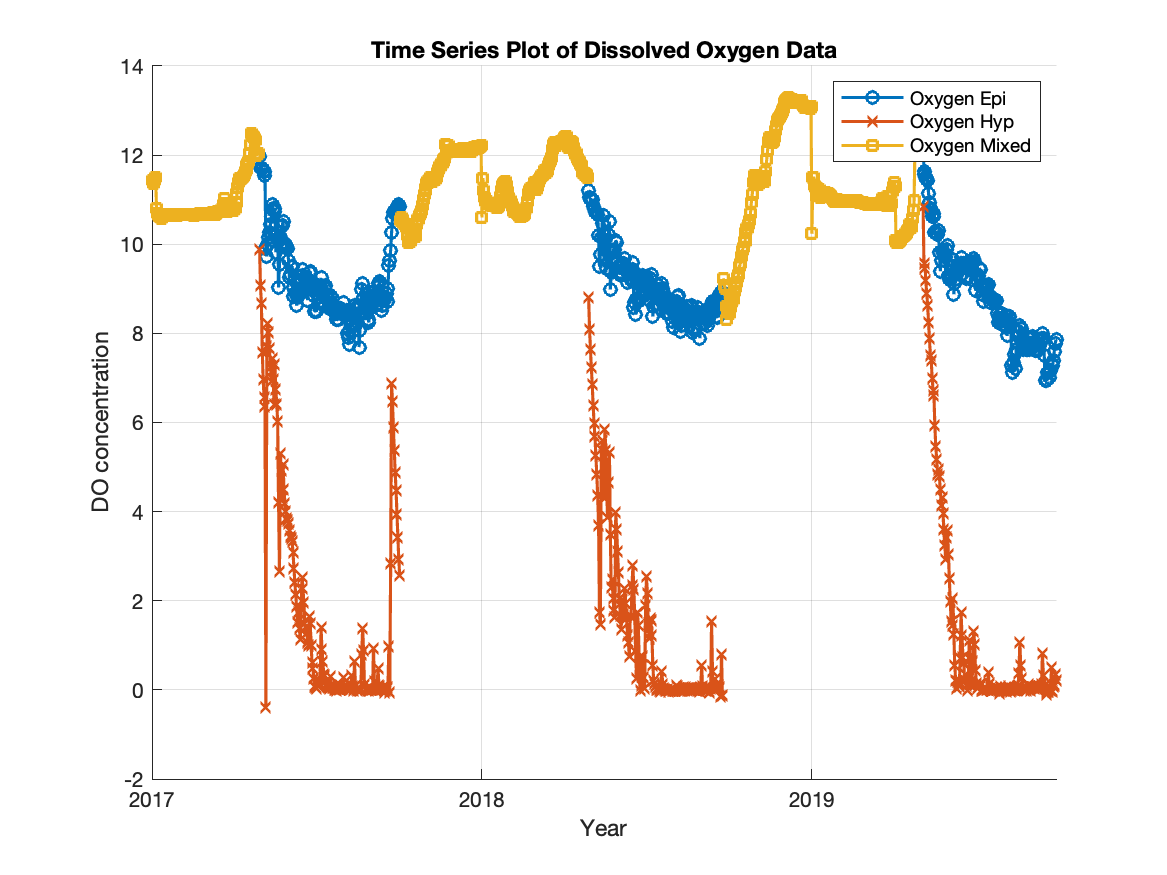 Time Series Plot of Dissolved Oxygen Data
14
12
10
8
6
4
2
0
-2
DO concentration
Oxygen Epi
Oxygen Hyp
Oxygen Mixed
2017
2018
2019
Year